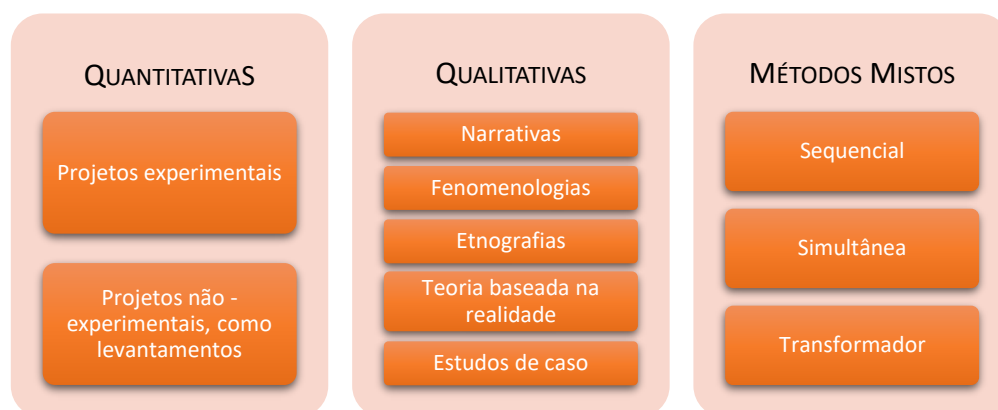 QUANTITATIVAS
Projetos experimentais
Projetos não -
experimentais, como
levantamentos
QUALITATIVAS
Narrativas
Fenomenologias
Etnografias
Teoria baseada na
realidade
Estudos de caso
MÉTODOS MISTOS
Sequencial
Simultânea
Transformador